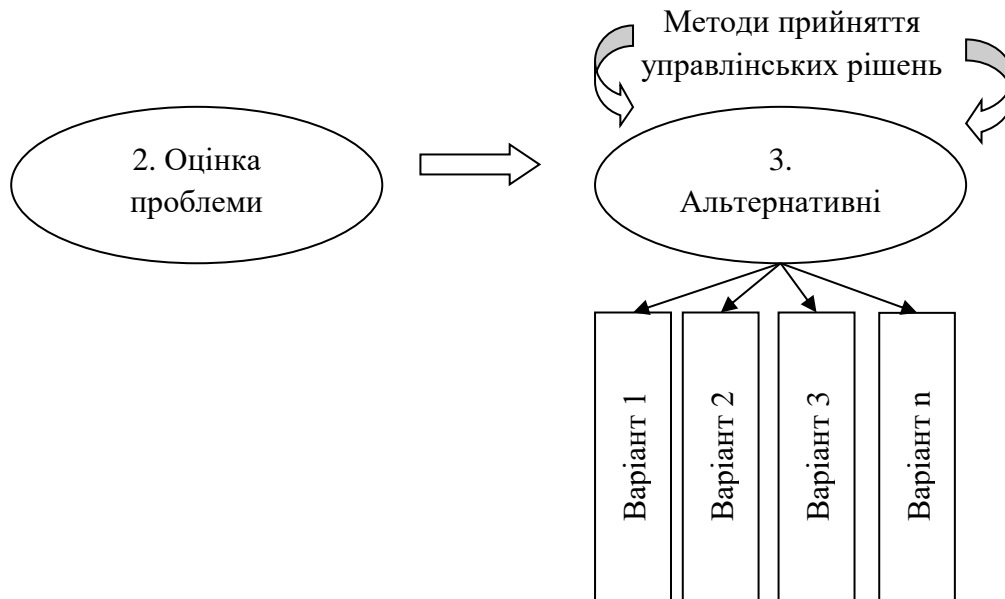 Методи прийняття
управлінських рішень
2. Оцінка
проблеми
3.
Альтернативні
Варіант 1
Варіант 2
Варіант 3
Варіант n